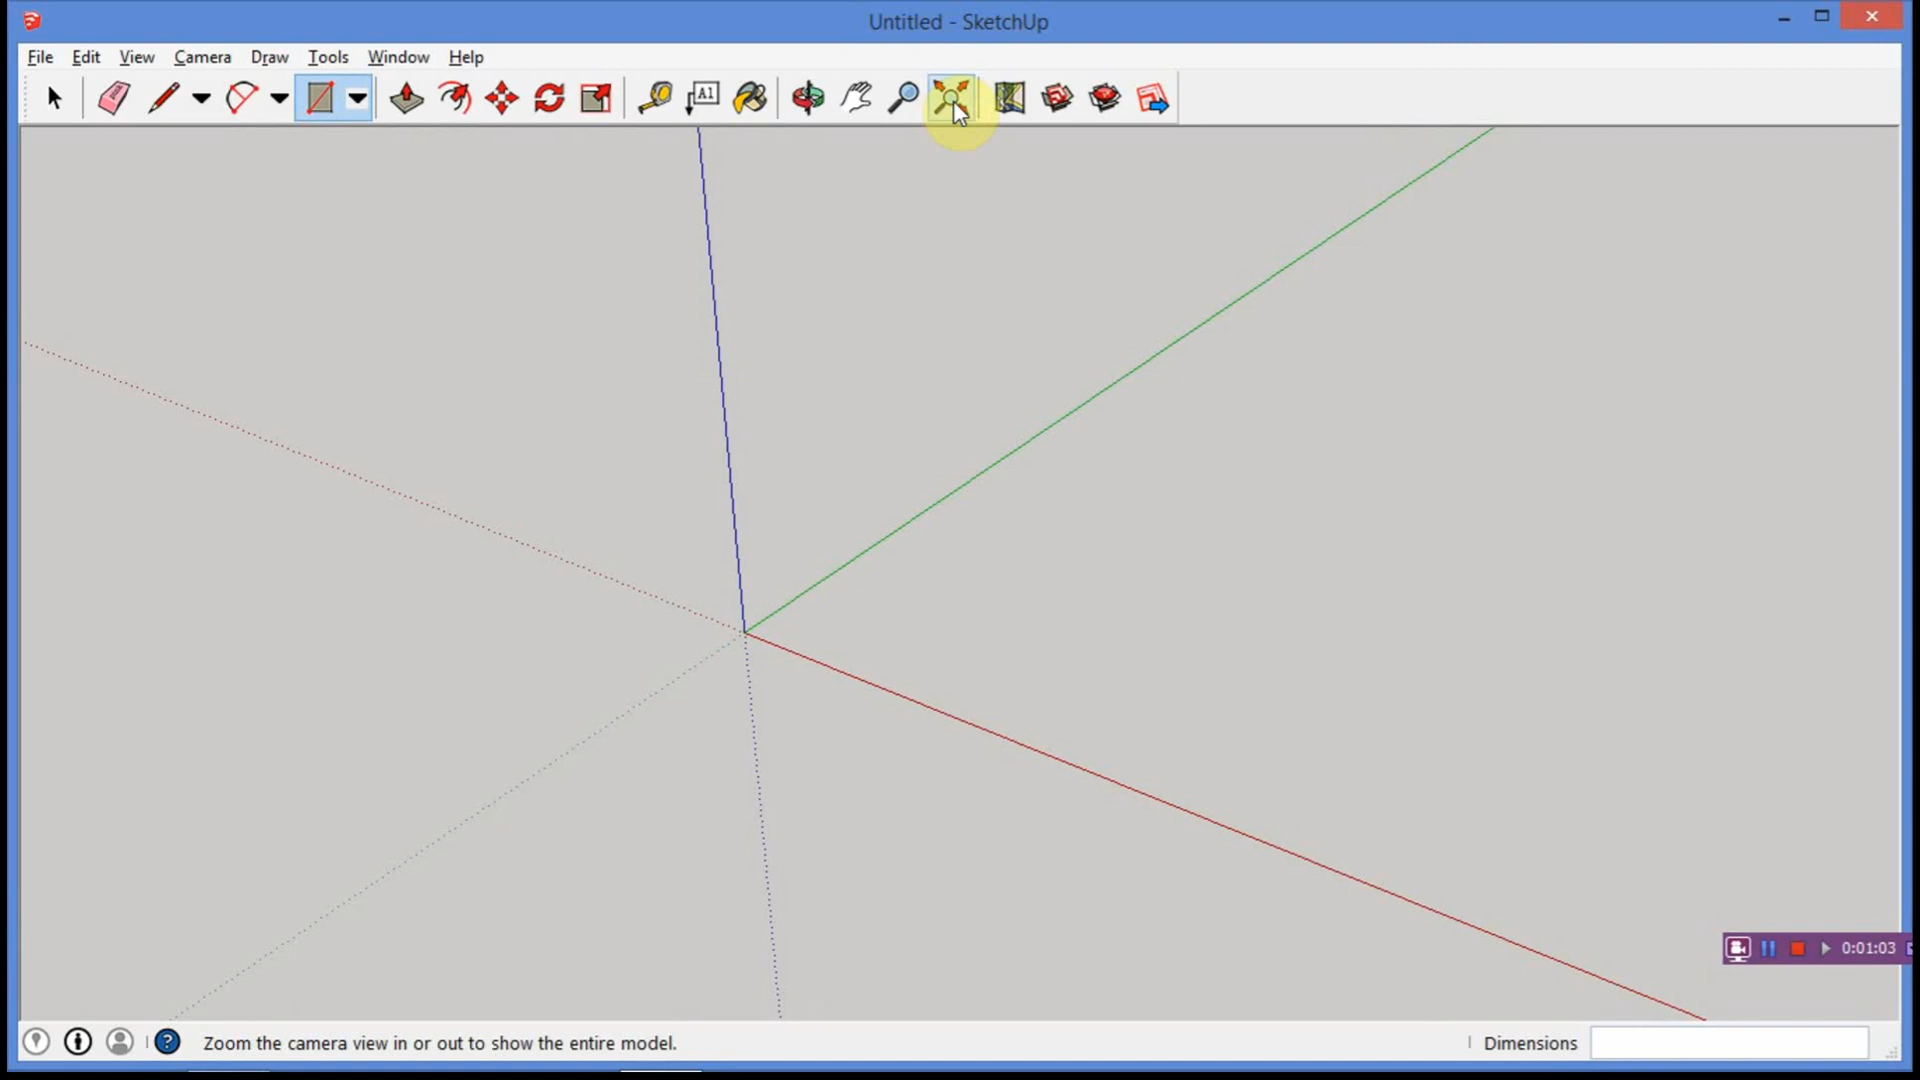 Untitled - SketchUp
File Edit View Camera Draw Tools Window Help
A1
0:01:03
Zoom the camera view in or out to show the entire model.
Dimensions